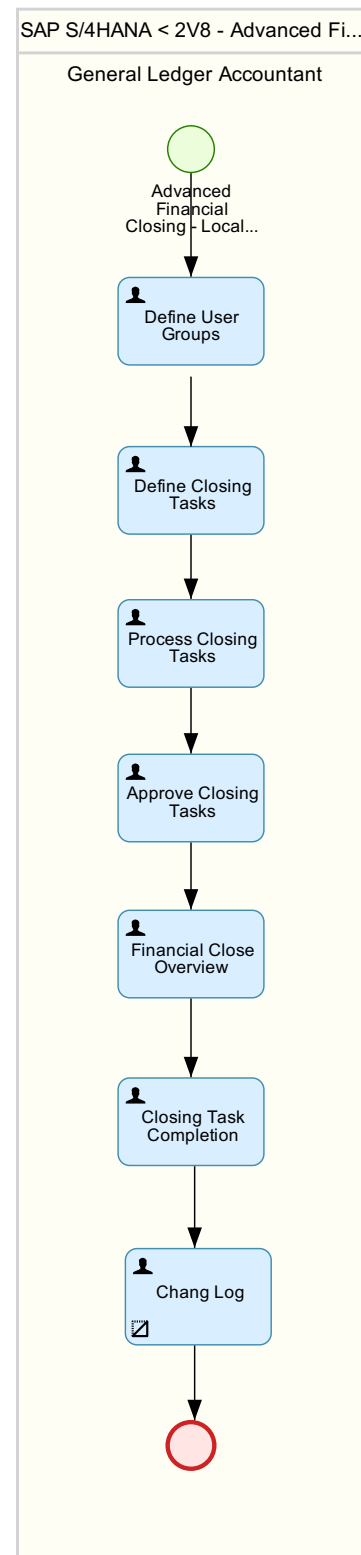 SAP S/4HANA < 2V8 - Advanced Fi...
General Ledger Accountant
Advanced
Financial
Closing - Local...
Define User
Groups
Define Closing
Tasks
Process Closing
Tasks
Approve Closing
Tasks
Financial Close
Overview
Closing Task
Completion
Chang Log